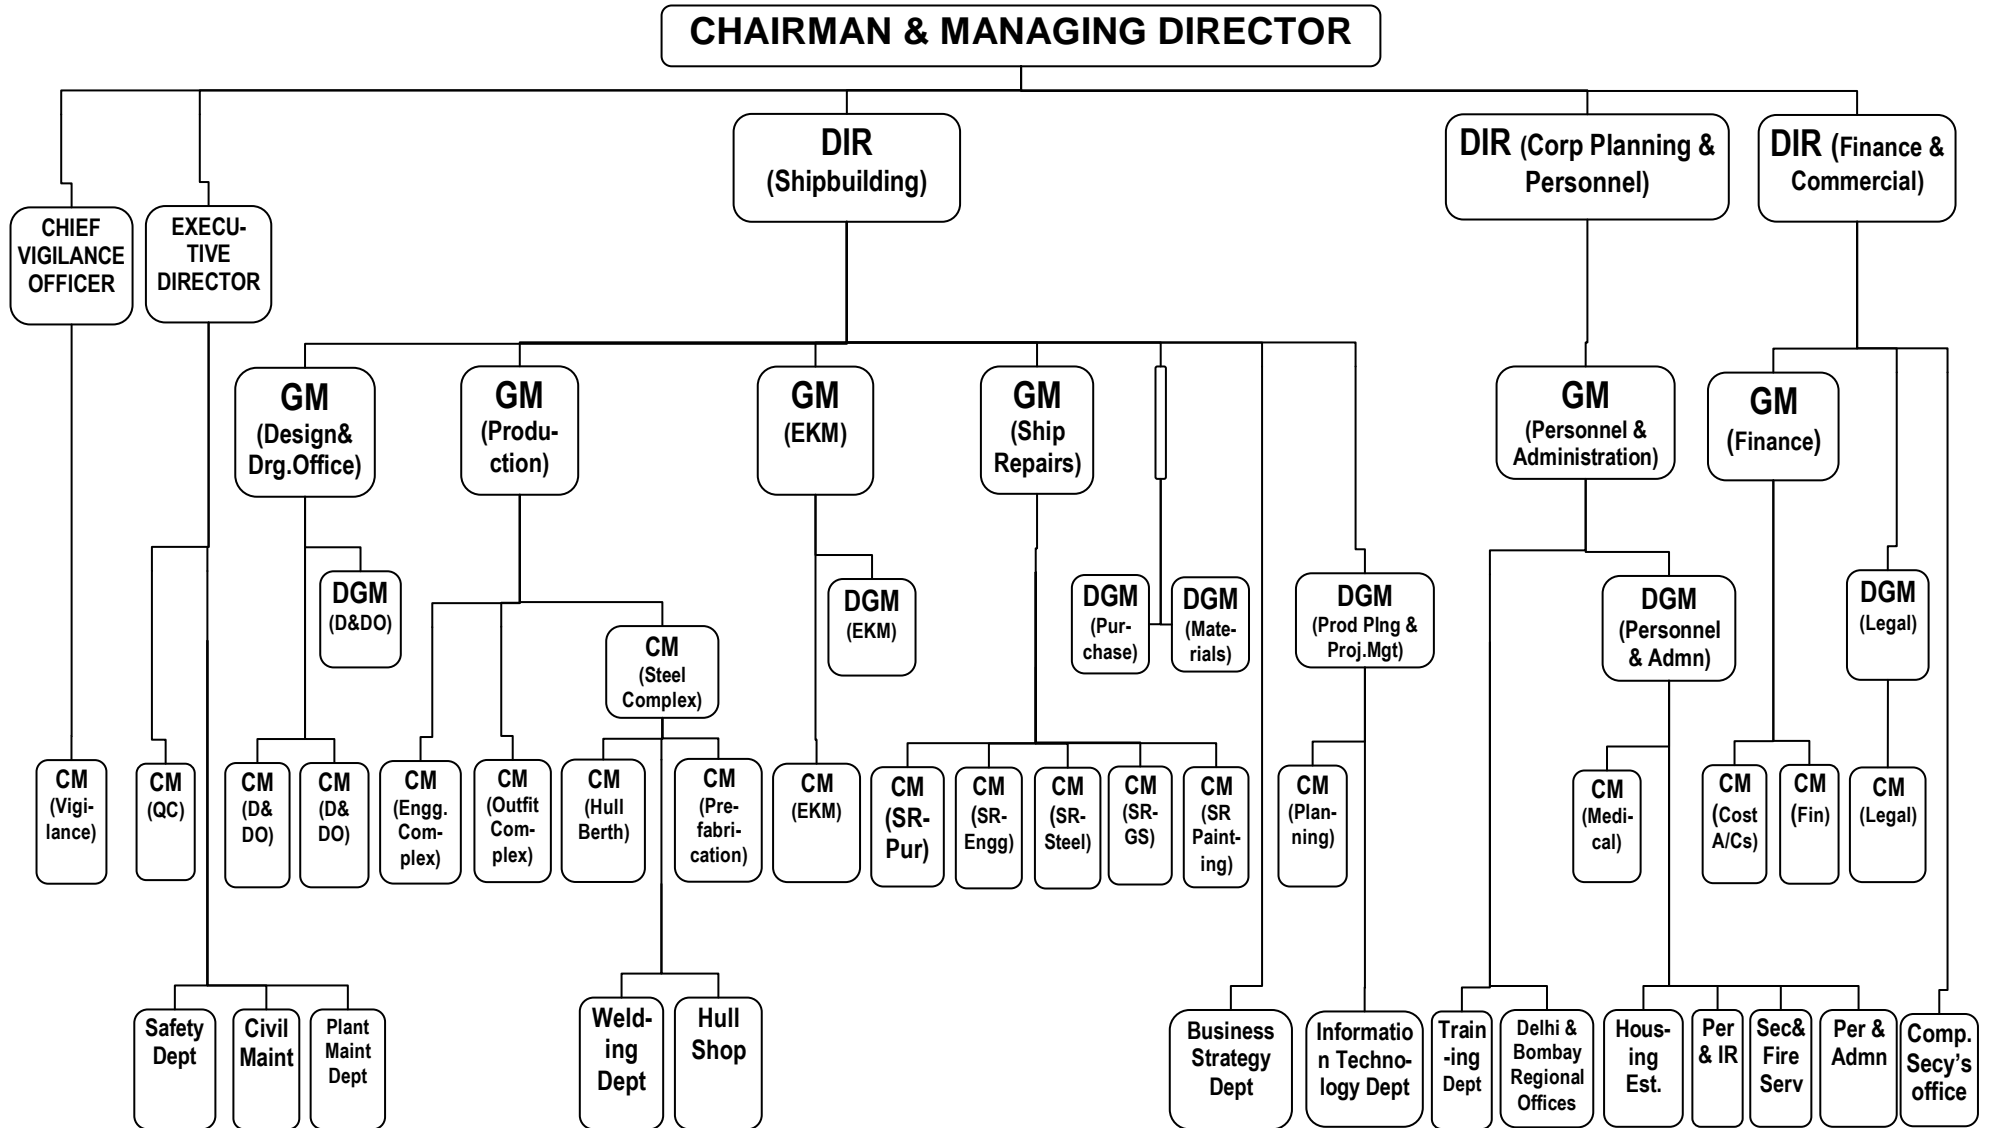 CHAIRMAN & MANAGING DIRECTOR
DIR
(Shipbuilding)
DIR (Corp Planning &
Personnel)
DIR (Finance &
Commercial)
CHIEF
VIGILANCE
OFFICER
EXECU-
TIVE
DIRECTOR
GM
(Design&
Drg.Office)
GM
(Produ-
ction)
GM
(EKM)
GM
(Ship
Repairs)
GM
(Personnel &
Administration)
GM
(Finance)
DGM
(D&DO)
CM
(Steel
Complex)
DGM
(EKM)
DGM
(Pur-
chase)
DGM
(Mate-
rials)
DGM
(Prod Plng &
Proj.Mgt)
DGM
(Personnel
& Admn)
DGM
(Legal)
CM
(Vigi-
lance)
CM
(QC)
CM
(D&
DO)
CM
(D&
DO)
CM
(Engg.
Com-
plex)
CM
(Outfit
Com-
plex)
CM
(Hull
Berth)
CM
(Pre-
fabri-
cation)
CM
(EKM)
CM
(SR-
Pur)
CM
(SR-
Engg)
CM
(SR-
Steel)
CM
(SR-
GS)
CM
(SR
Paint-
ing)
CM
(Plan-
ning)
CM
(Medi-
cal)
CM
(Cost
A/Cs)
CM
(Fin)
CM
(Legal)
Safety
Dept
Civil
Maint
Plant
Maint
Dept
Weld-
ing
Dept
Hull
Shop
Business
Strategy
Dept
Informatio
n Techno-
logy Dept
Train
-ing
Dept
Delhi &
Bombay
Regional
Offices
Hous-
ing
Est.
Per
& IR
Sec&
Fire
Serv
Per &
Admn
Comp.
Secy's
office